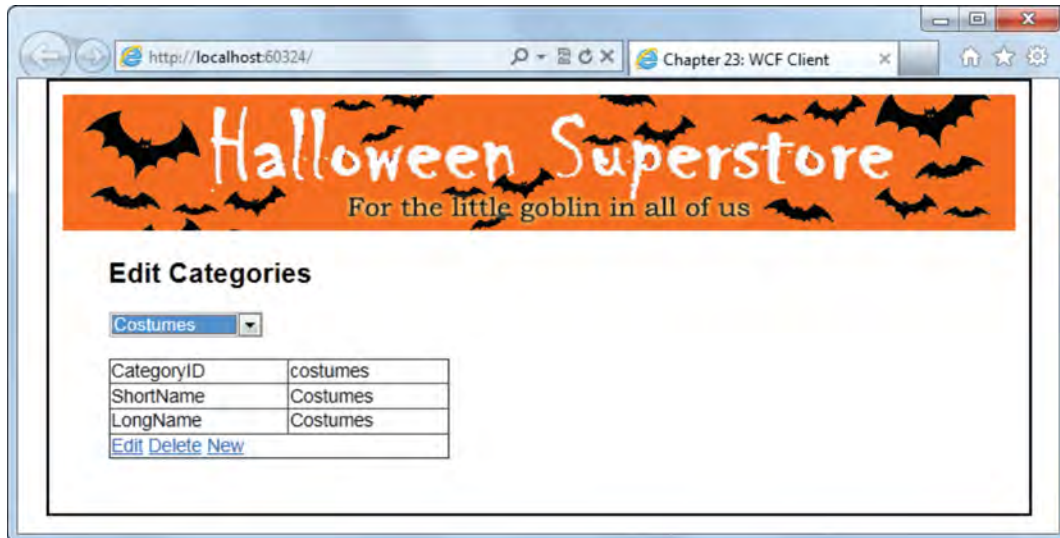 http://localhost:60324/
Chapter 23: WCF Client
Halloween Superstore
For the little goblin in all of us
Edit Categories
Costumes
CategoryID costumes
ShortName Costumes
LongName Costumes
Edit Delete New